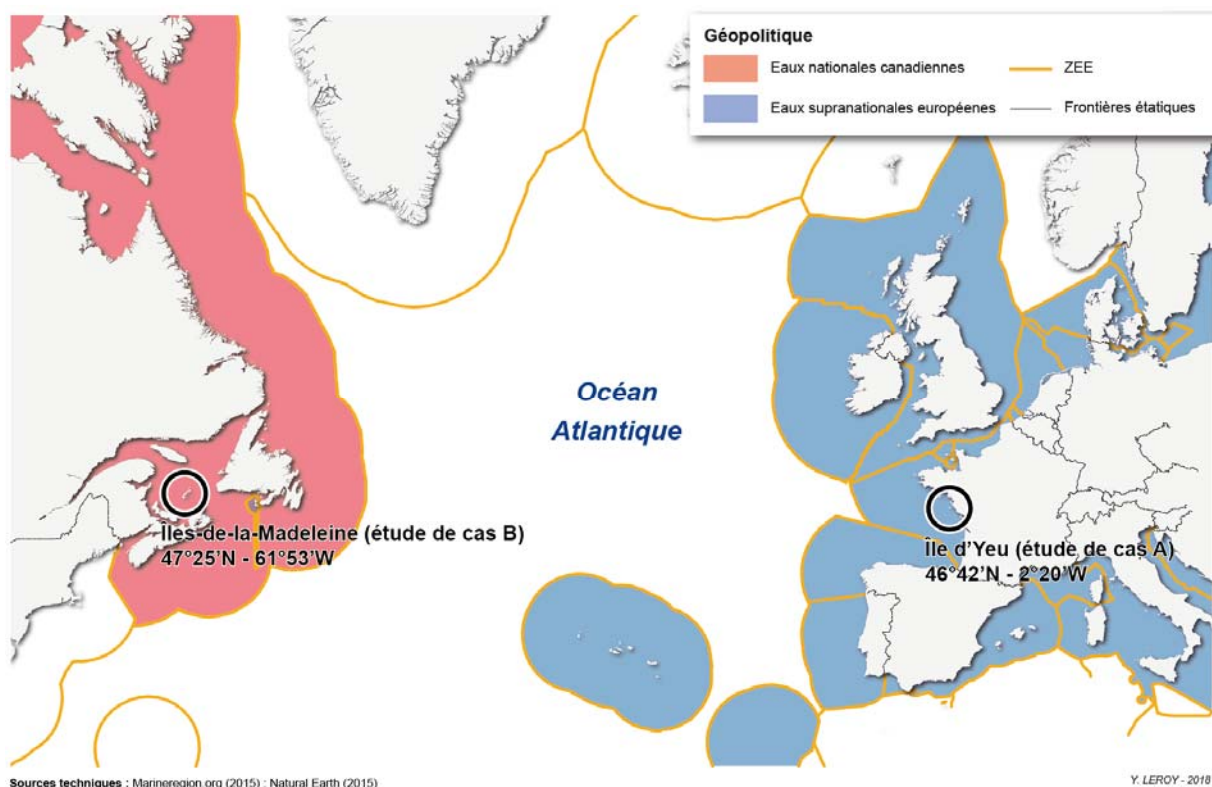 Géopolitique
Eaux nationales canadiennes
ZEE
Eaux supranationales européenes
Frontières étatiques
Océan
Atlantique
Îles-de-la-Madeleine (étude de cas B)
47°25'N - 61°53'W
Île d'Yeu (étude de cas A)
46°42'N - 2°20'W
Sources techniques : Marineregion.org (2015) ; Natural Earth (2015)
Y. LEROY - 2018